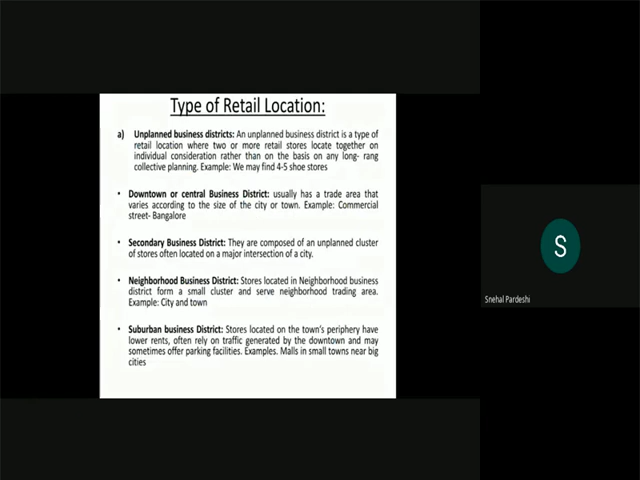 Type of Retail Location:
a) Unplanned business districts: An unplanned business district is a type of
retail location where two or more retail stores locate together on
individual consideration rather than on the basis on any long- rang
collective planning. Example: We may find 4-5 shoe stores
• Downtown or central Business District: usually has a trade area that
varies according to the size of the city or town. Example: Commercial
street- Bangalore
• Secondary Business District: They are composed of an unplanned cluster
of stores often located on a major intersection of a city.
• Neighborhood Business District: Stores located in Neighborhood business
district form a small cluster and serve neighborhood trading area.
Example: City and town
• Suburban business District: Stores located on the town's periphery have
lower rents, often rely on traffic generated by the downtown and may
sometimes offer parking facilities. Examples. Malls in small towns near big
cities
S
Snehal Pardeshi